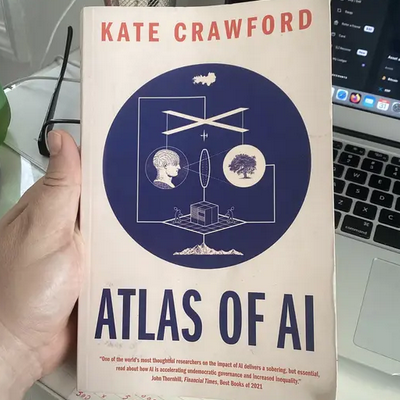 KATE CRAWFORD
ATLAS OF AI
"One of the world's most thoughtful researchers on the impact of AI delivers a sobering, but essential,
read about how AI is accelerating undemocratic governance and increased inequality."
John Thornhill, Financial Times, Best Books of 2021